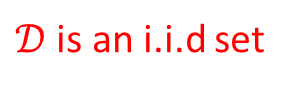 𝒟 is an i.i.d set